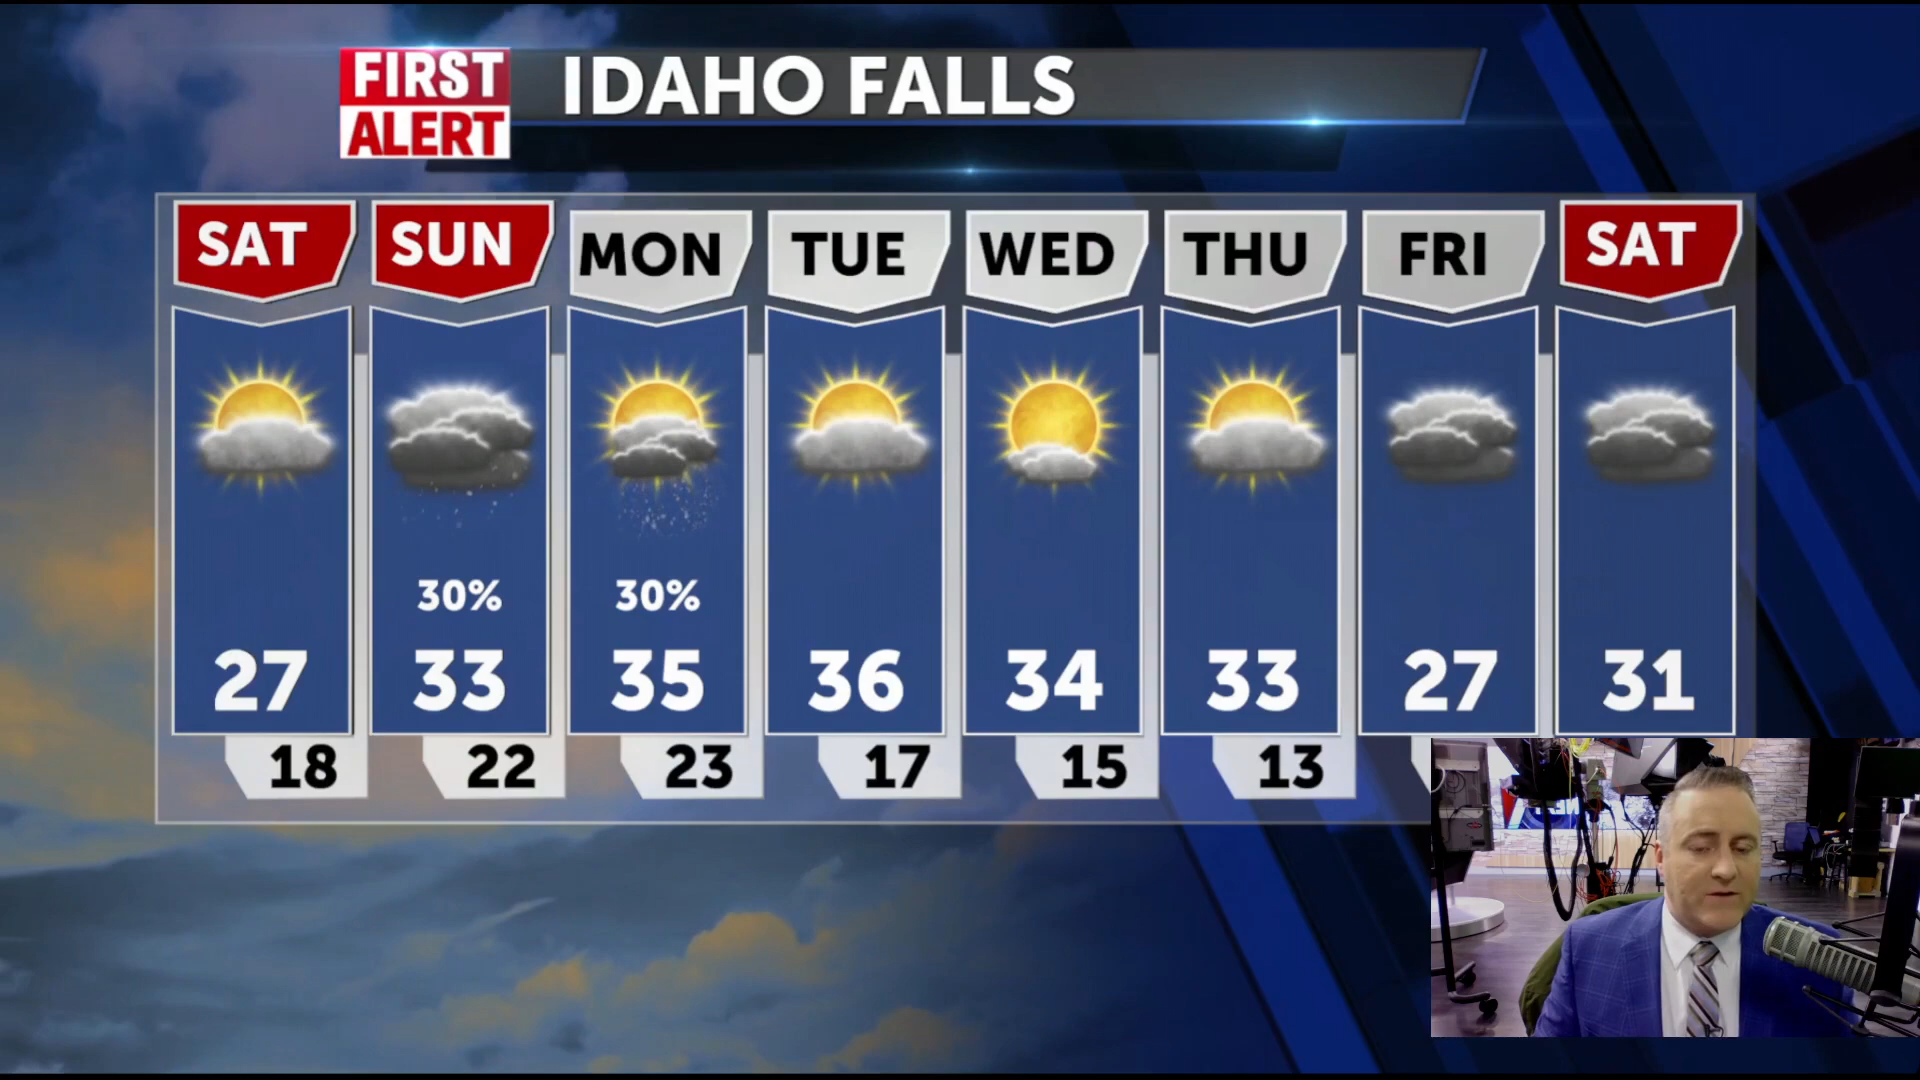 FIRST
ALERT
IDAHO FALLS
SAT SUN MON TUE WED THU FRI SAT
30% 30%
27 33 35 36 34 33 27 31
18 22 23 17 15 13